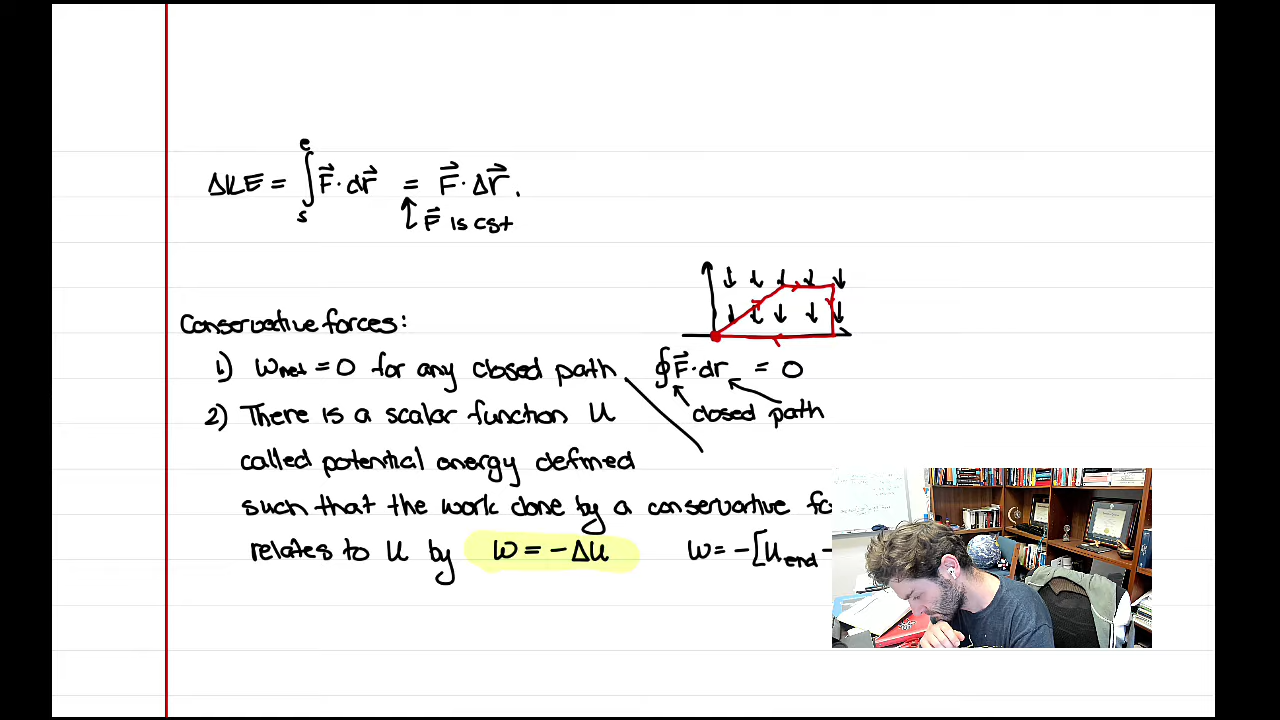 ΔKE = ∫ₛᵉ F⃗·dr⃗ = F⃗·Δr⃗.
F⃗ is cst
Conservative forces:
1) Wnet = 0 for any closed path
∮F⃗·dr = 0
closed path
2) There is a scalar function U
called potential energy defined
such that the work done by a conservative
relates to U by W = -ΔU W = -[Uend -